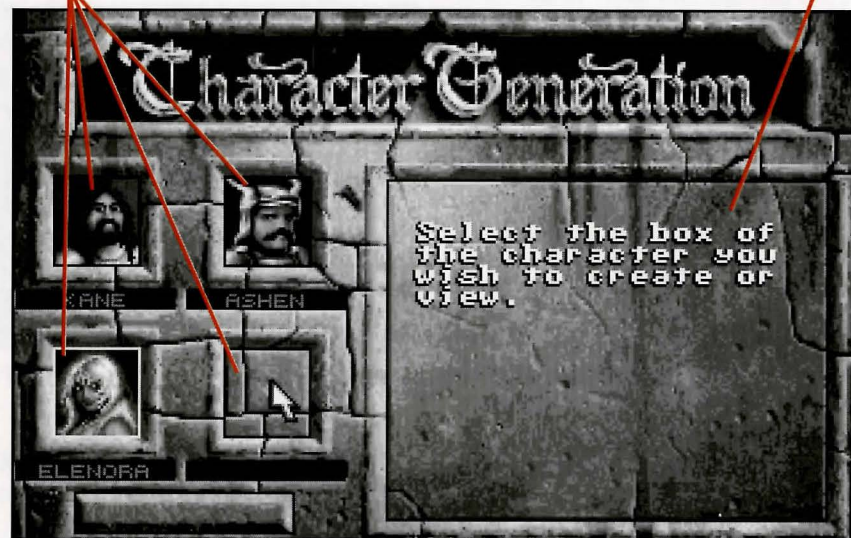 Character Generation
KANE
ASHEN
Select the box of
the character you
wish to create or
view.
ELENORA